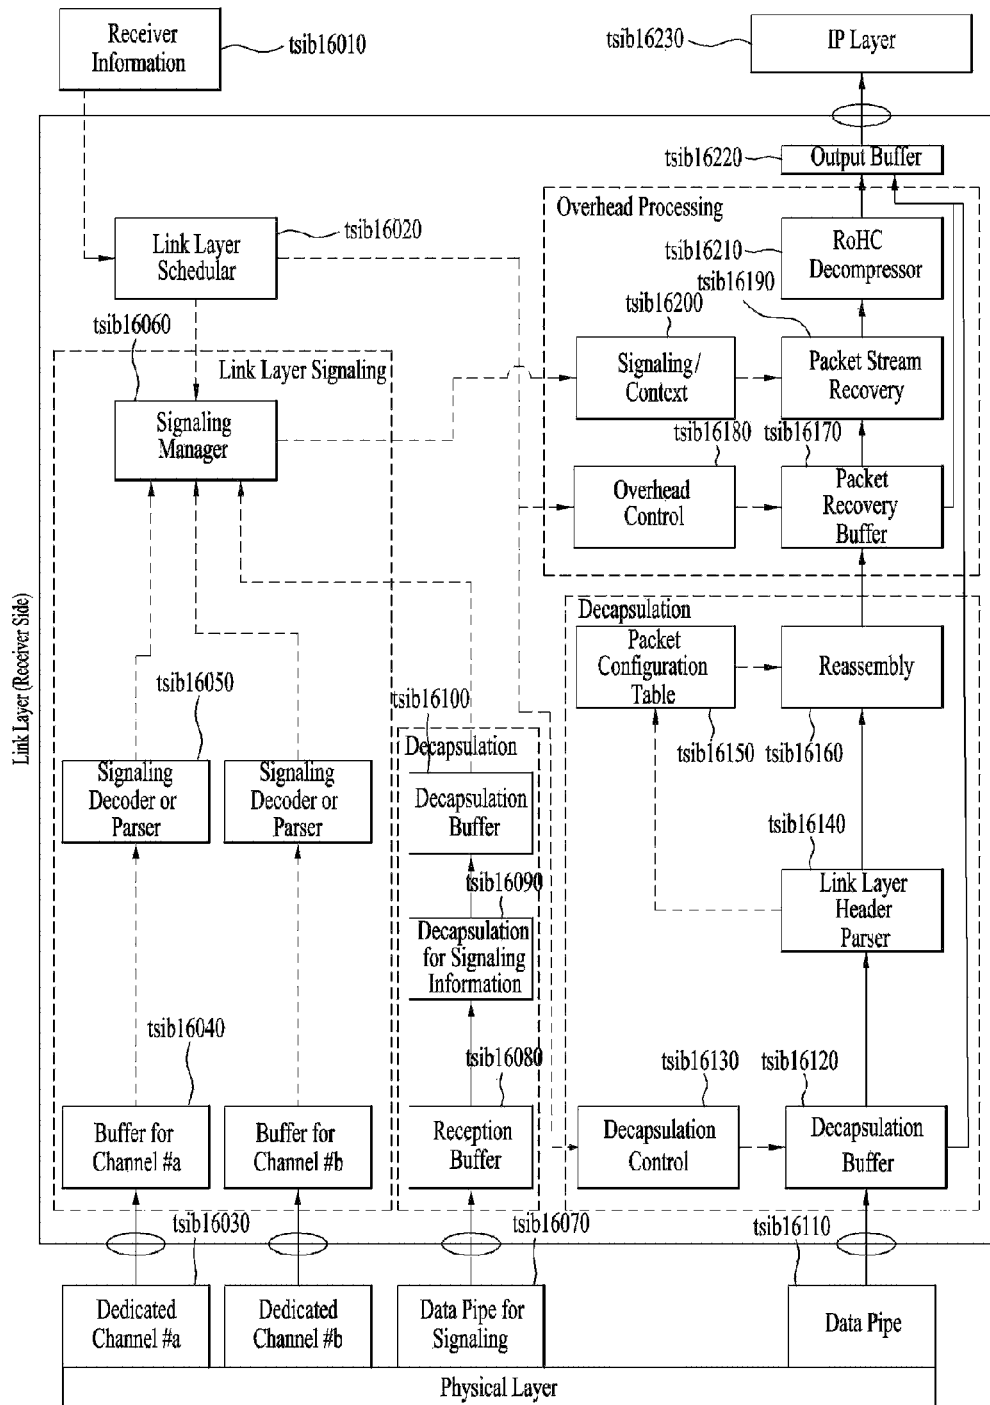 Receiver
Information
tsib16010
tsib16230
IP Layer
tsib16220
Output Buffer
Overhead Processing
Link Layer
Schedular
tsib16020
tsib16210
RoHC
Decompressor
tsib16190
tsib16060
tsib16200
Link Layer Signaling
Signaling/
Context
Packet Stream
Recovery
Signaling
Manager
tsib16180
tsib16170
Overhead
Control
Packet
Recovery
Buffer
Link Layer (Receiver Side)
Decapsulation
Packet
Configuration
Table
Reassembly
tsib16050
tsib16100
tsib16150
tsib16160
Decapsulation
Signaling
Decoder or
Parser
Signaling
Decoder or
Parser
Decapsulation
Buffer
tsib16140
tsib16090
Link Layer
Header
Parser
Decapsulation
for Signaling
Information
tsib16040
tsib16080
tsib16130
tsib16120
Buffer for
Channel #a
Buffer for
Channel #b
Reception
Buffer
Decapsulation
Control
Decapsulation
Buffer
tsib16030
tsib16070
tsib16110
Dedicated
Channel #a
Dedicated
Channel #b
Data Pipe for
Signaling
Data Pipe
Physical Layer